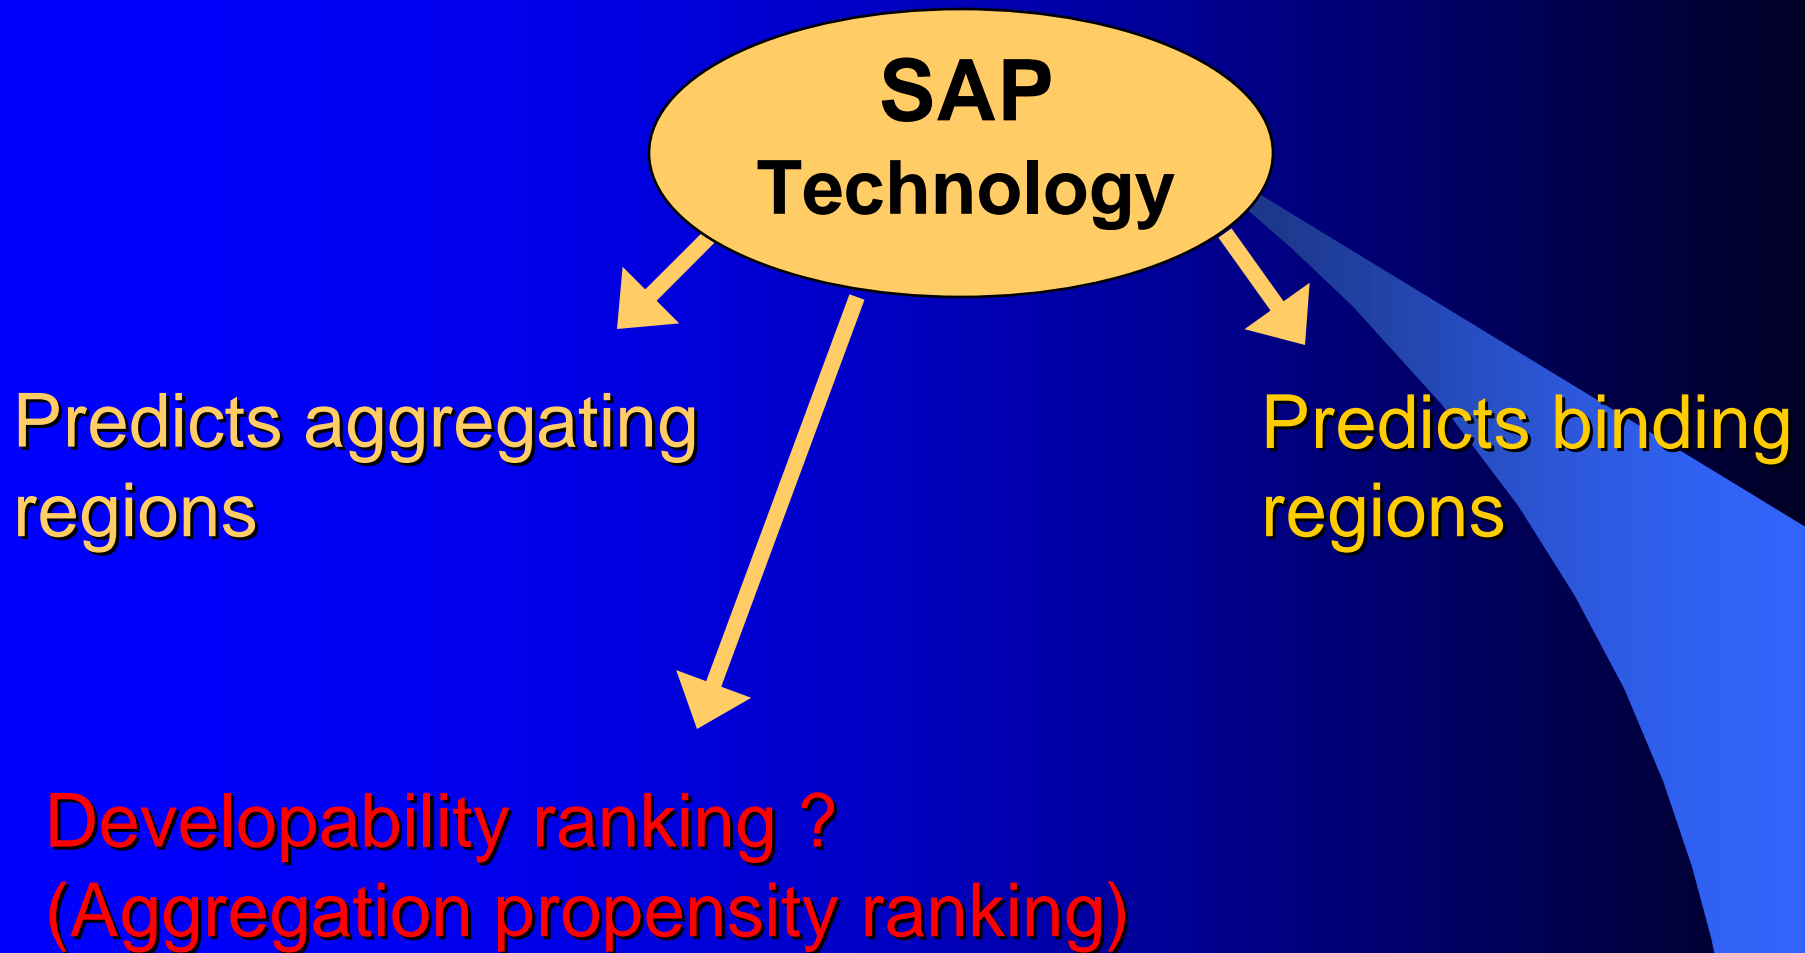 SAP
Technology
Predicts aggregating
regions
Predicts binding
regions
Developability ranking ?
(Aggregation propensity ranking)